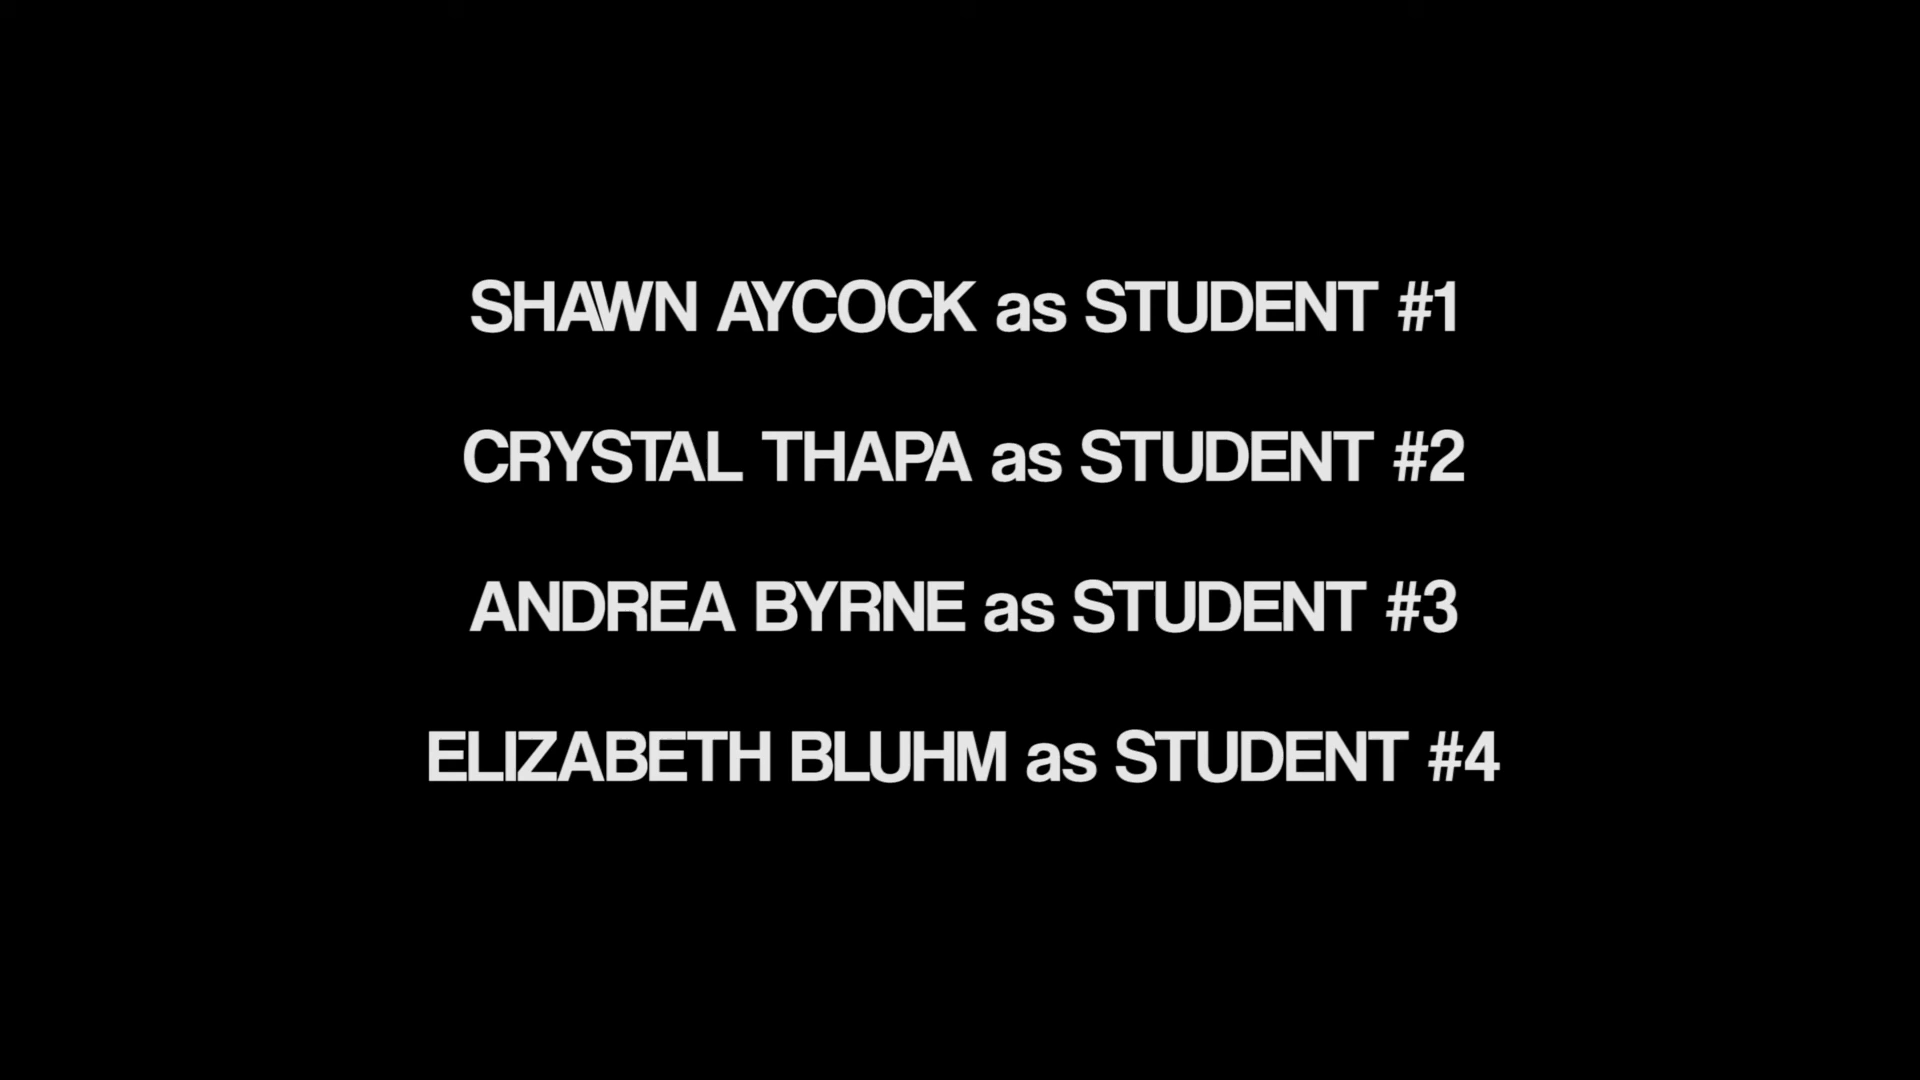 SHAWN AYCOCK as STUDENT #1
CRYSTAL THAPA as STUDENT #2
ANDREA BYRNE as STUDENT #3
ELIZABETH BLUHM as STUDENT #4